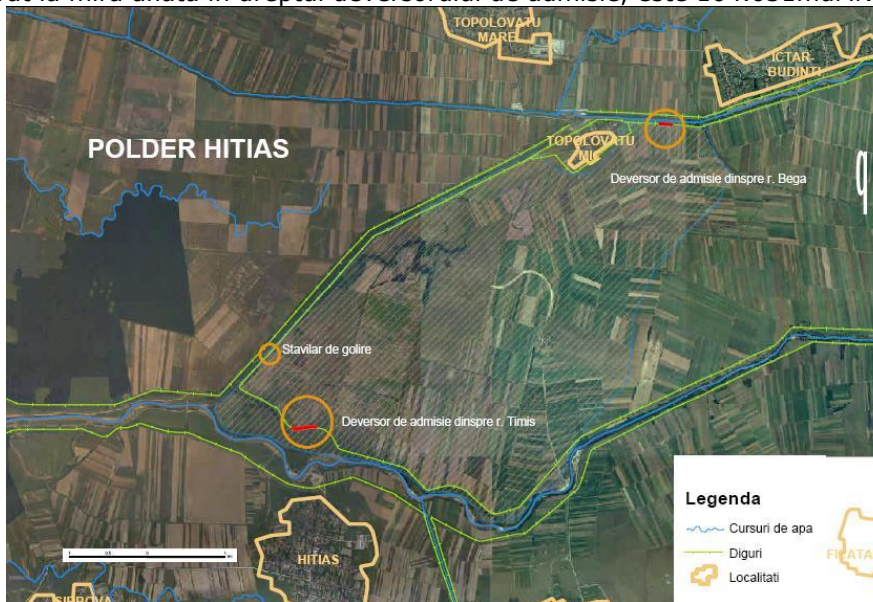 TOPOLOVATU
MARE
ICTAR-
BUDINTI
POLDER HITIAS
TOPOLOVATU
MIC
Deversor de admisie dinspre r. Bega
Stavilar de golire
Deversor de admisie dinspre r. Timis
Legenda
Cursuri de apa
Diguri
Localitati
HITIAS